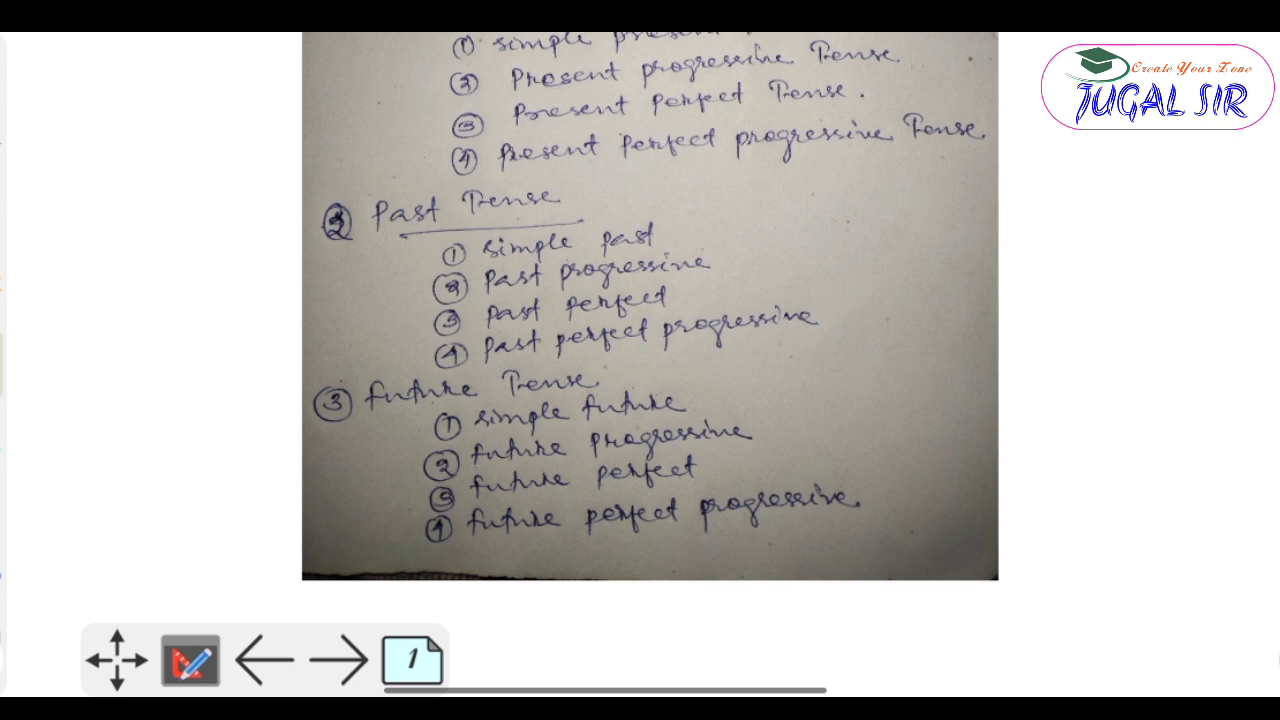 ① simple present
② Present progressive Tense
③ Present perfect Tense.
④ Present perfect progressive Tense
② Past Tense
① simple past
② Past progressive
③ Past perfect
④ Past perfect progressive
③ Future Tense
① simple future
② future progressive
③ future perfect
④ future perfect progressive
Create Your Zone
JUGAL SIR
1